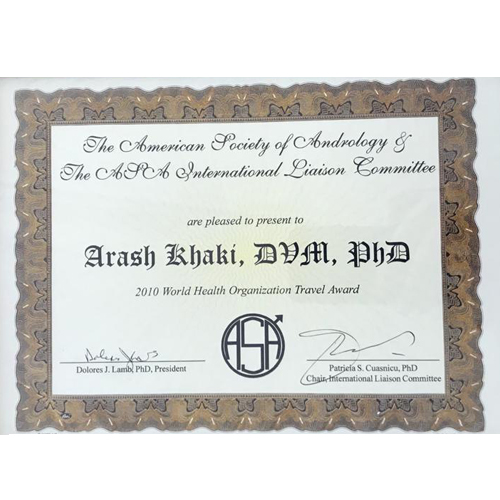 The American Society of Andrology &
The ASA International Liaison Committee
are pleased to present to
Arash Khaki, DVM, PhD
2010 World Health Organization Travel Award
ASA
Dolores J. Lamb, PhD, President
Patricia S. Cuasnicu, PhD
Chair, International Liaison Committee